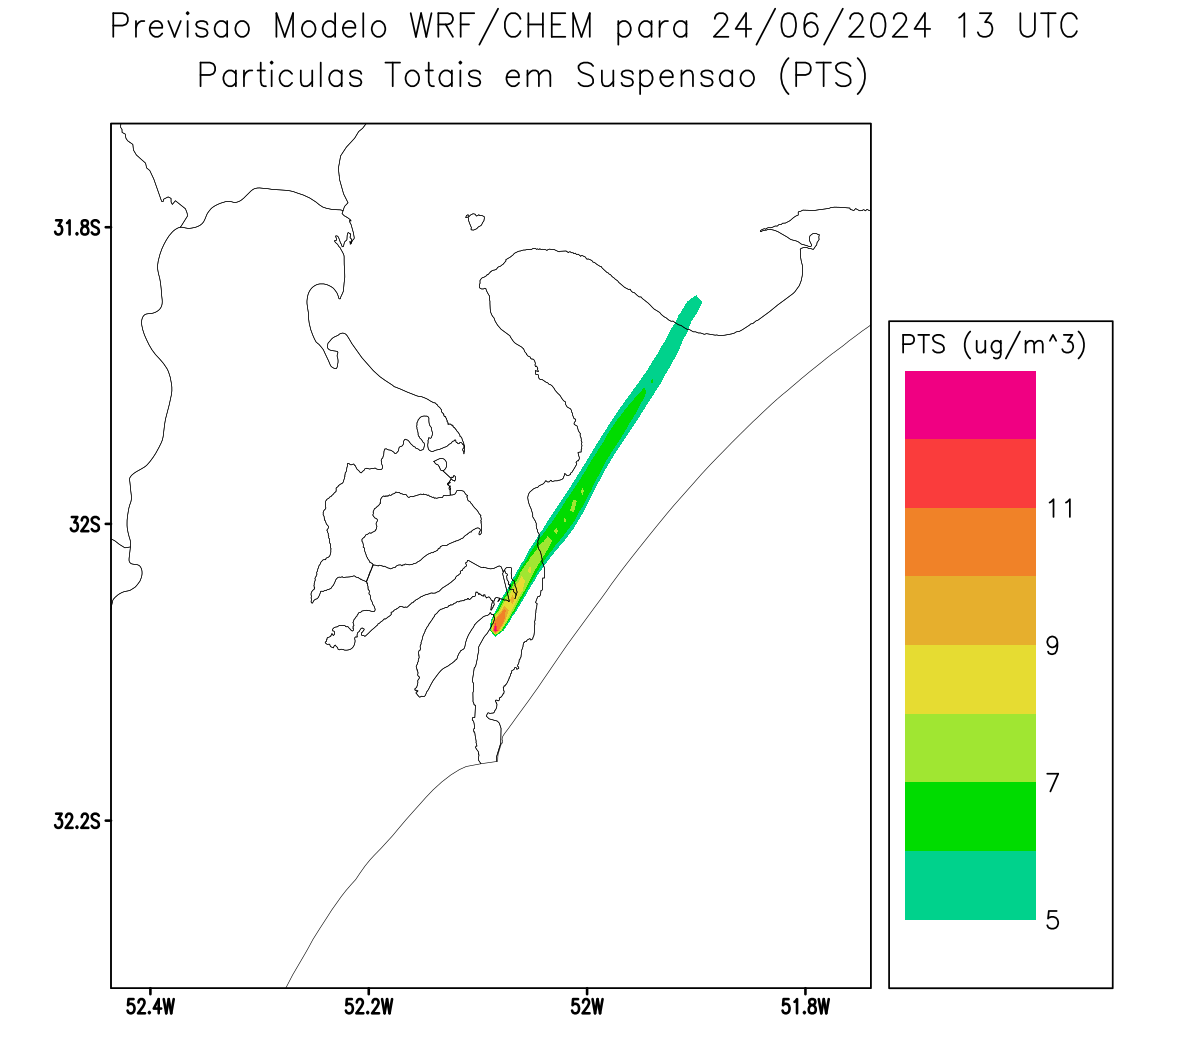 Previsao Modelo WRF/CHEM para 24/06/2024 13 UTC
Particulas Totais em Suspensao (PTS)
31.8S
32S
32.2S
52.4W
52.2W
52W
51.8W
PTS (ug/m^3)
11
9
7
5